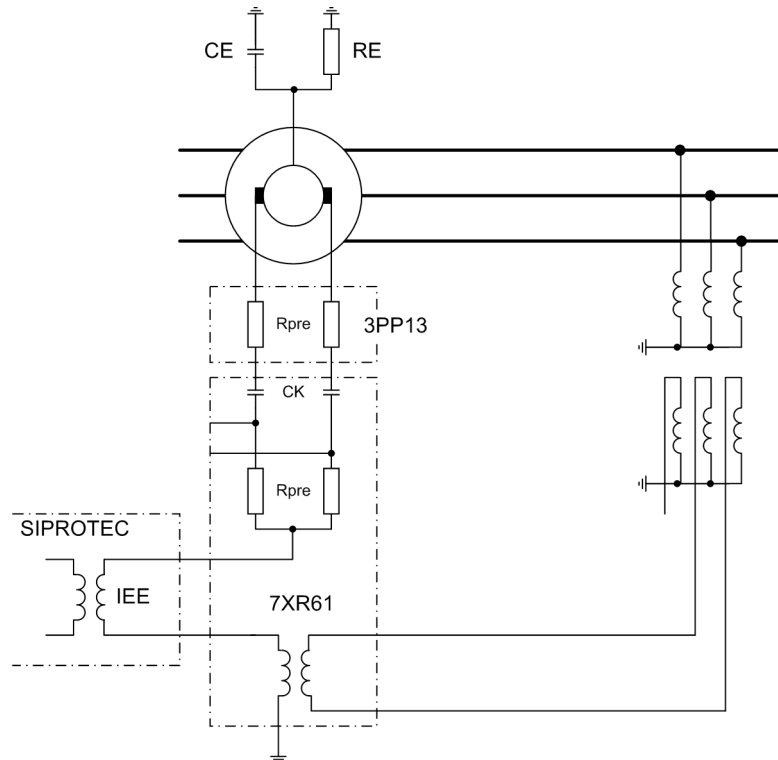 CE
RE
Rpre
3PP13
CK
Rpre
SIPROTEC
IEE
7XR61